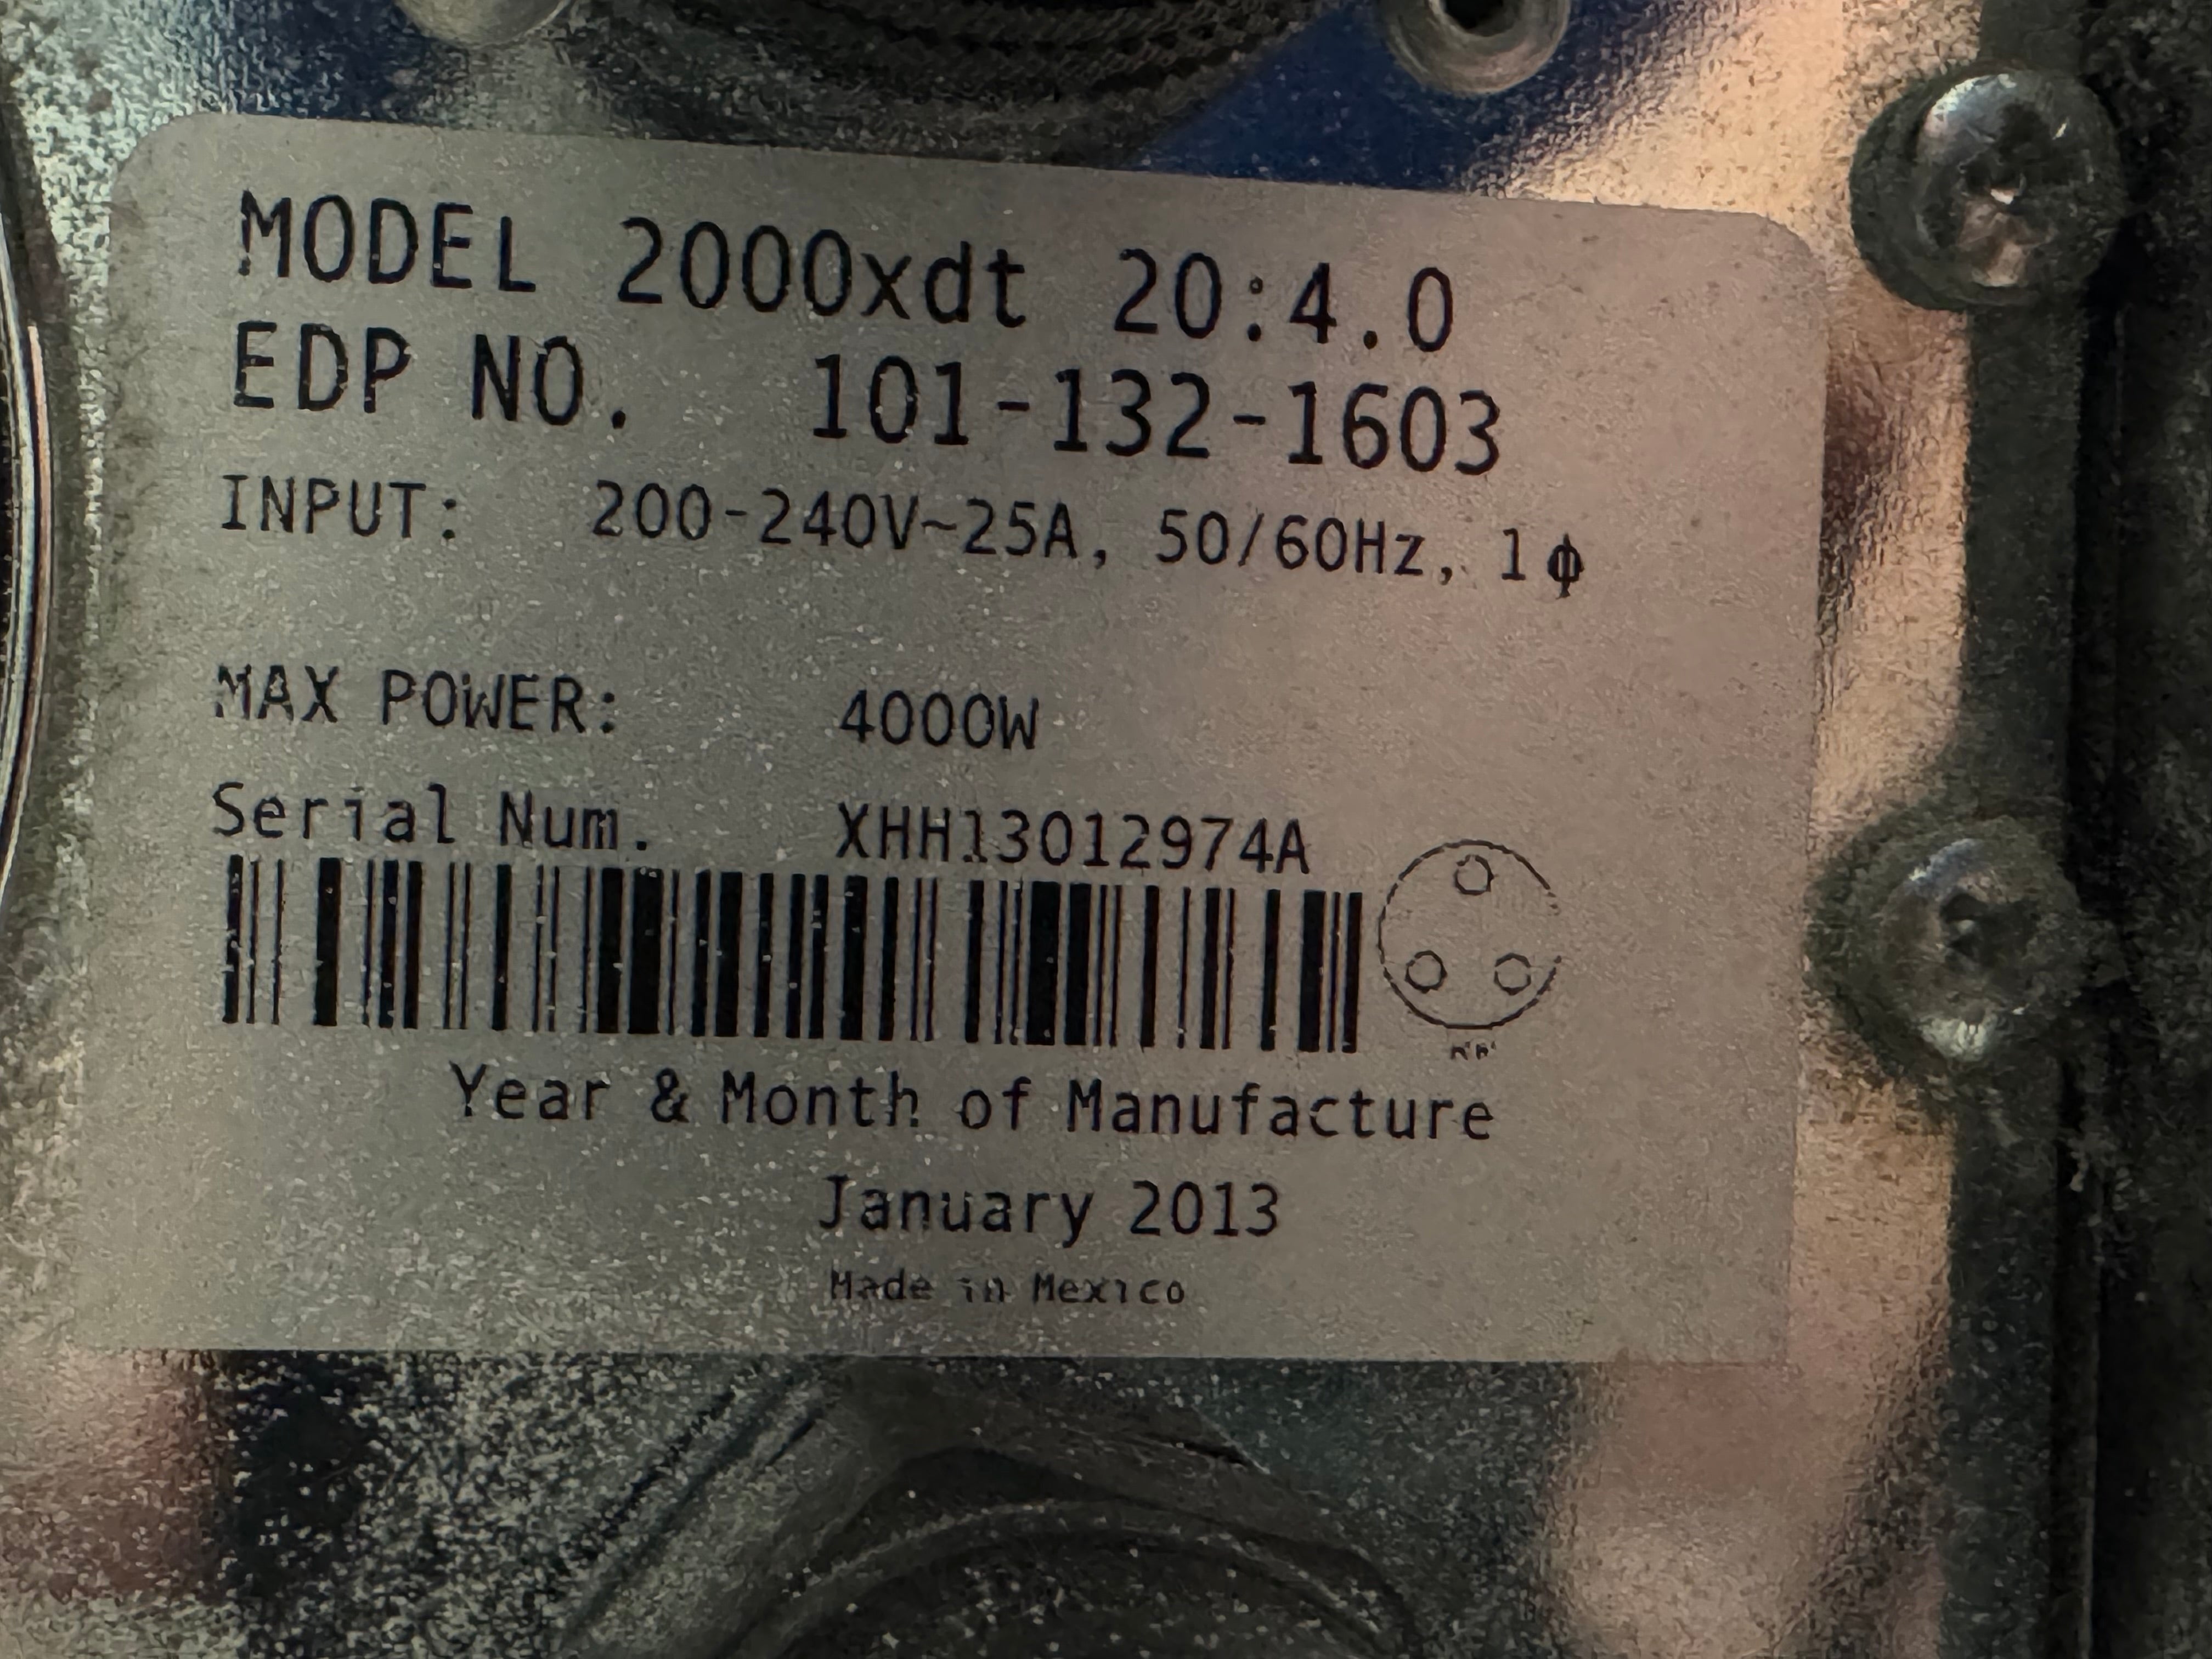 MODEL 2000xdt 20:4.0
EDP NO. 101-132-1603
INPUT: 200-240V~25A, 50/60Hz, 1ф
MAX POWER: 4000W
Serial Num. XHH13012974A
Year & Month of Manufacture
January 2013
Made in Mexico